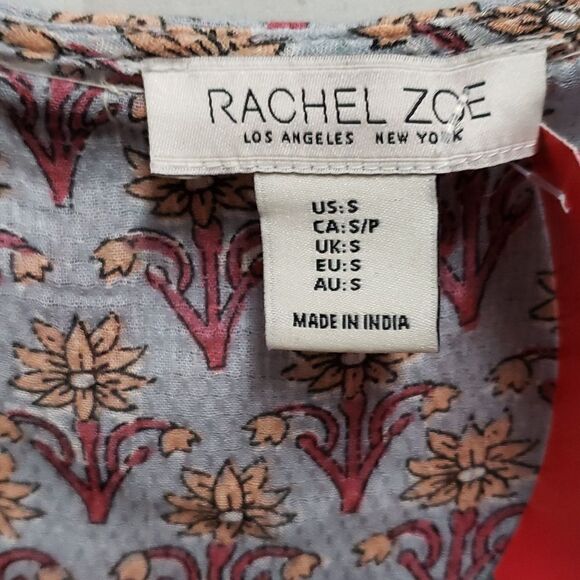 RACHEL ZOE
LOS ANGELES NEW YORK
US: S
CA: S/P
UK: S
EU: S
AU: S
MADE IN INDIA